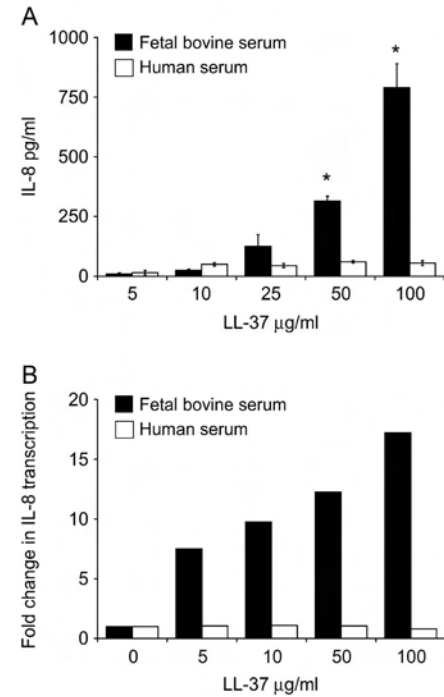 A
1000
750
500
250
0
IL-8 pg/ml
Fetal bovine serum
Human serum
*
*
5 10 25 50 100
LL-37 μg/ml
B
20
15
10
5
0
Fold change in IL-8 transcription
Fetal bovine serum
Human serum
0 5 10 50 100
LL-37 μg/ml